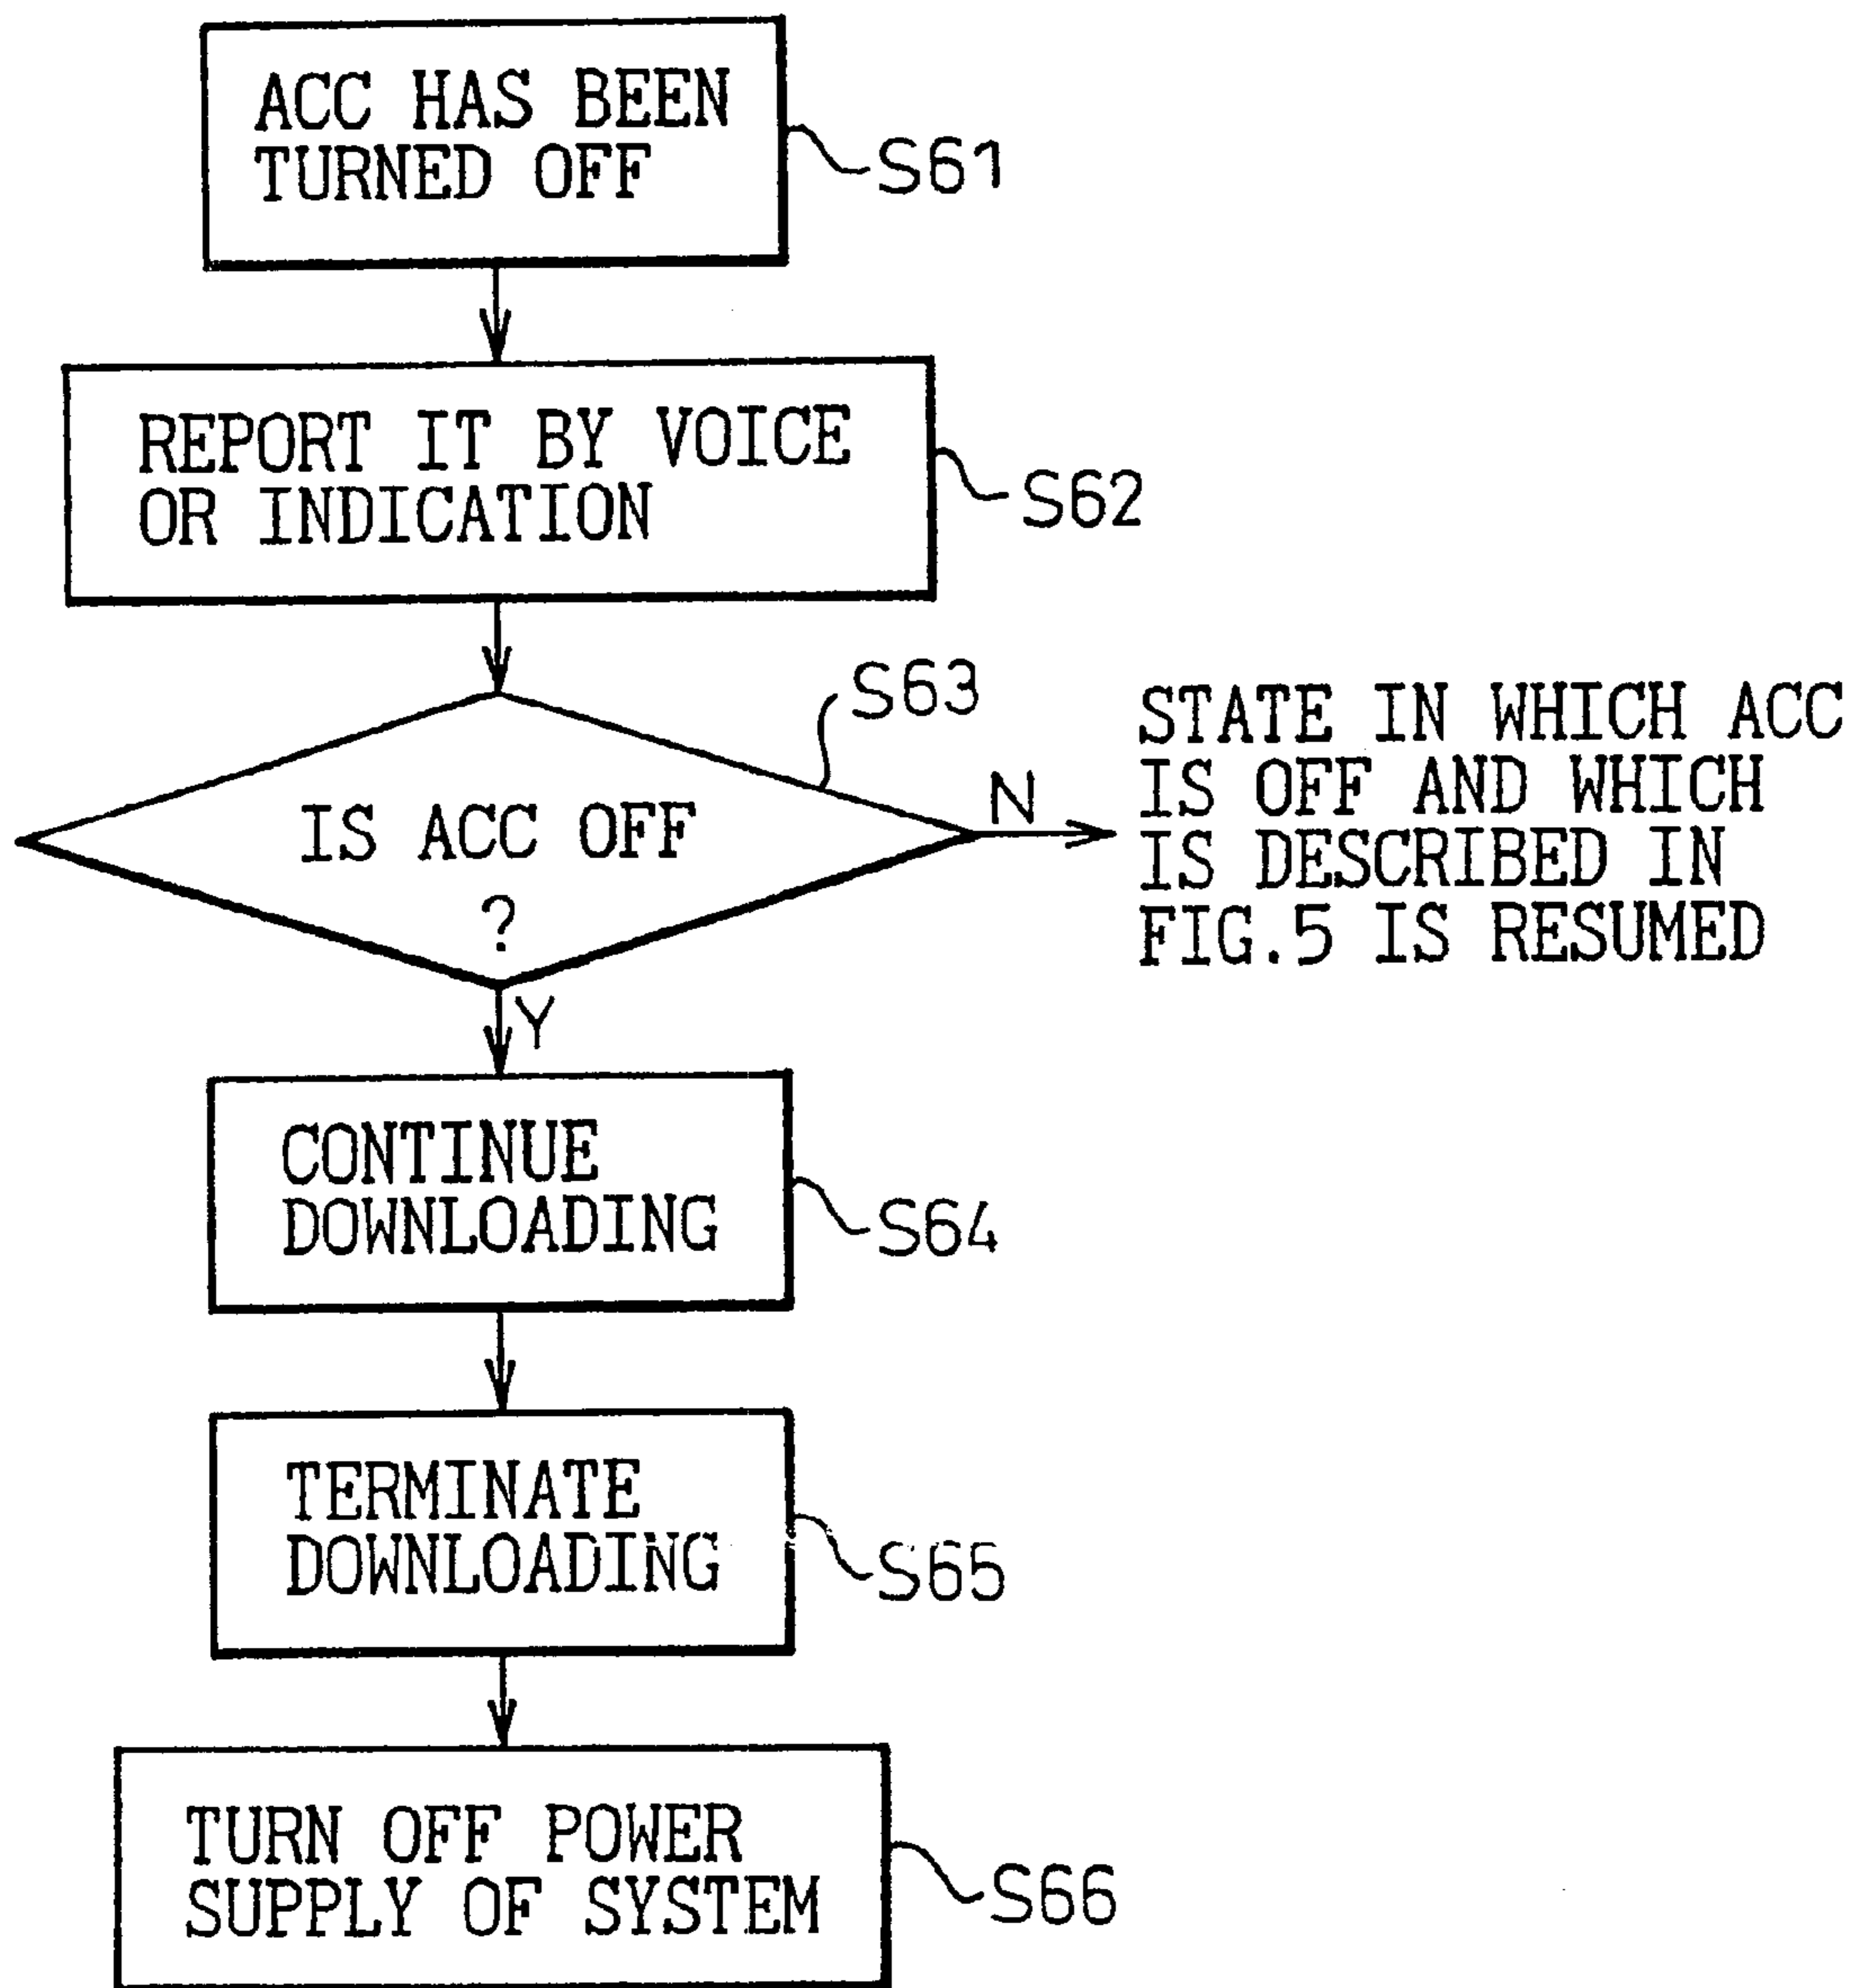 ACC HAS BEEN
TURNED OFF
S61
REPORT IT BY VOICE
OR INDICATION
S62
S63
IS ACC OFF
?
N
STATE IN WHICH ACC
IS OFF AND WHICH
IS DESCRIBED IN
FIG.5 IS RESUMED
Y
CONTINUE
DOWNLOADING
S64
TERMINATE
DOWNLOADING
S65
TURN OFF POWER
SUPPLY OF SYSTEM
S66